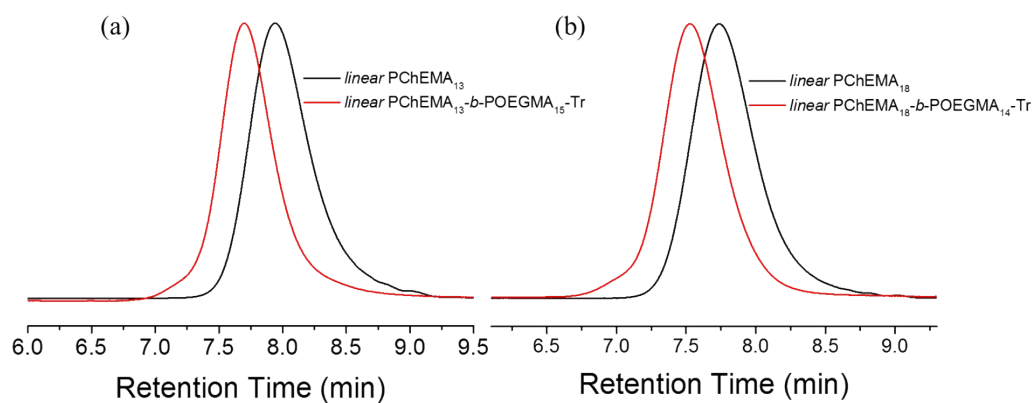 (a)
linear PChEMA13
linear PChEMA13-b-POEGMA15-Tr
6.0 6.5 7.0 7.5 8.0 8.5 9.0 9.5
Retention Time (min)
(b)
linear PChEMA18
linear PChEMA18-b-POEGMA14-Tr
6.5 7.0 7.5 8.0 8.5 9.0
Retention Time (min)